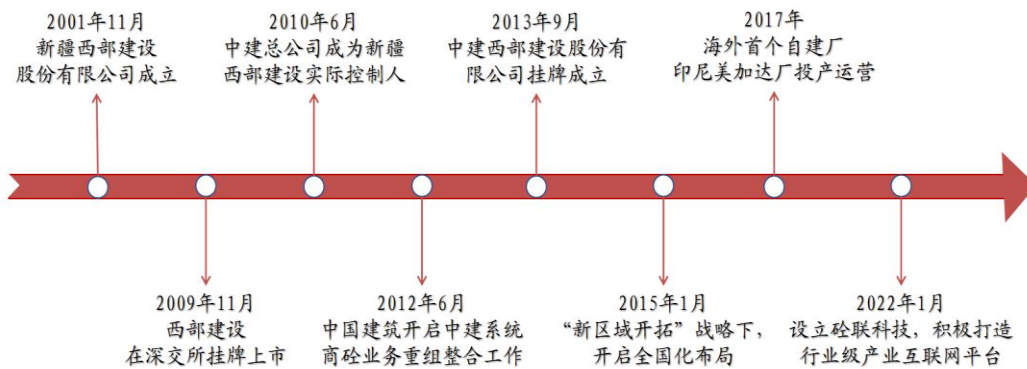 2001年11月
新疆西部建设
股份有限公司成立
2010年6月
中建总公司成为新疆
西部建设实际控制人
2013年9月
中建西部建设股份有
限公司挂牌成立
2017年
海外首个自建厂
印尼美加达厂投产运营
2009年11月
西部建设
在深交所挂牌上市
2012年6月
中国建筑开启中建系统
商砼业务重组整合工作
2015年1月
“新区域开拓”战略下，
开启全国化布局
2022年1月
设立砼联科技，积极打造
行业级产业互联网平台